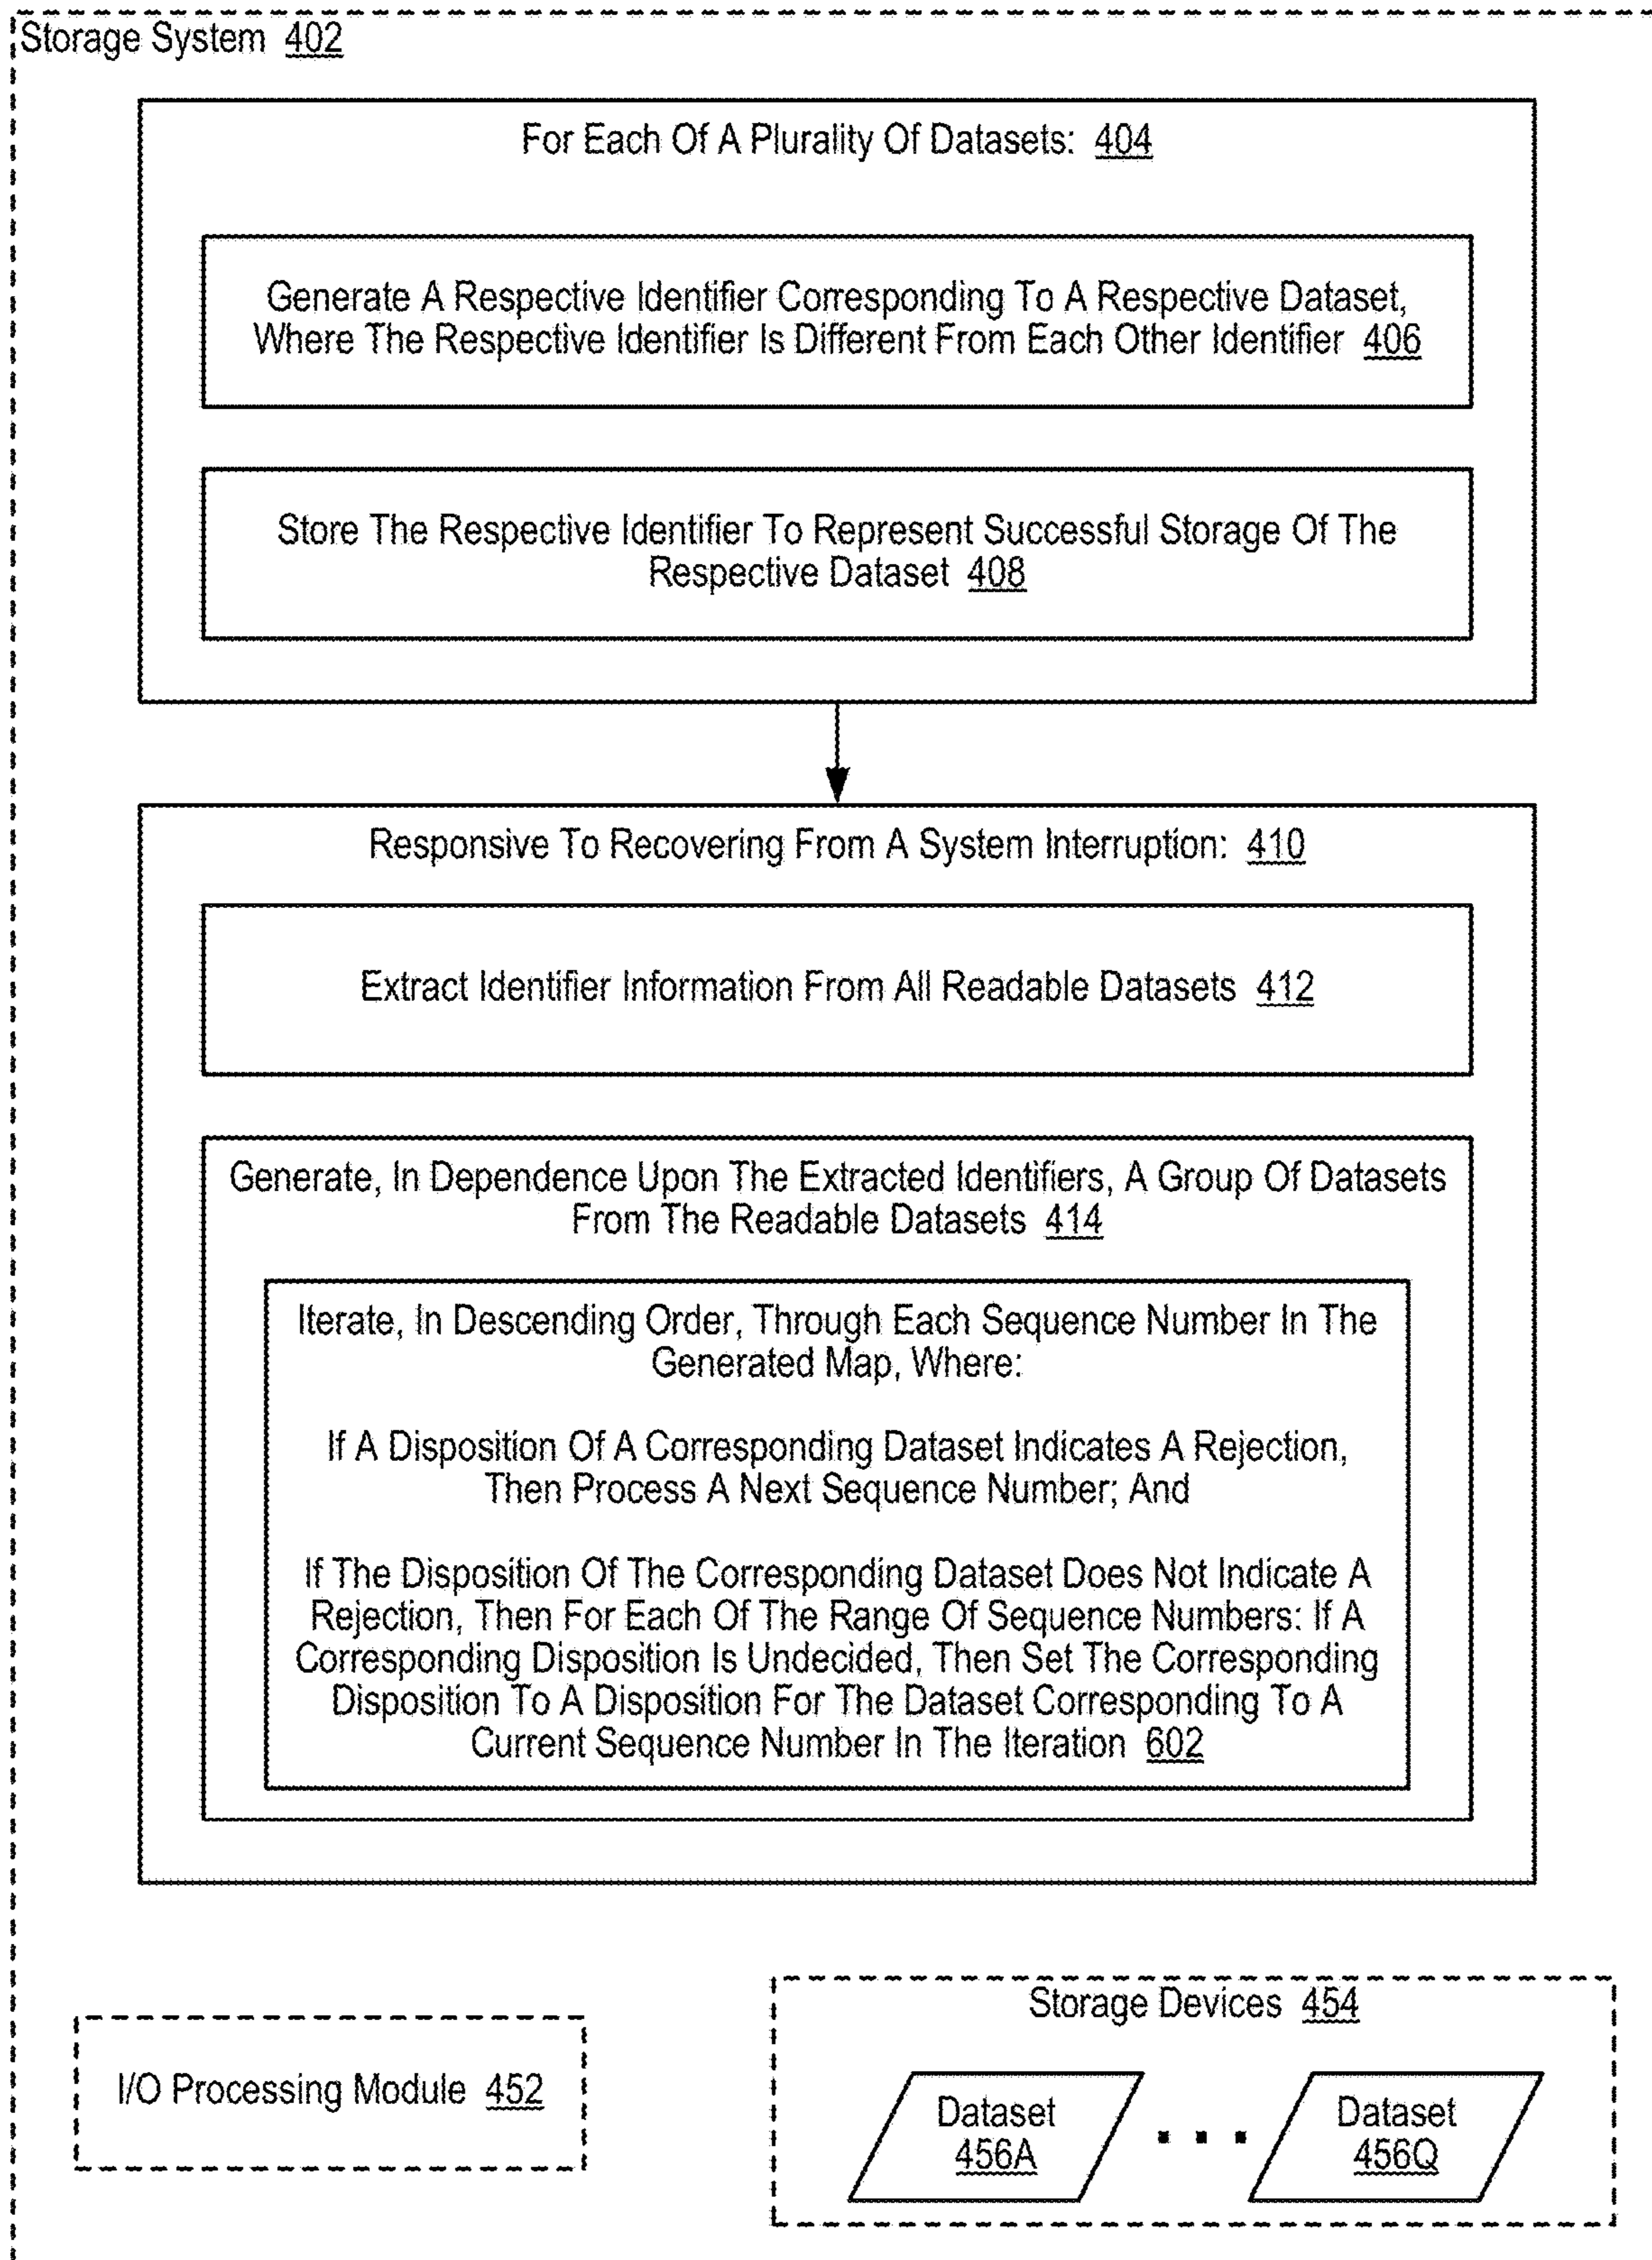 Storage System 402
For Each Of A Plurality Of Datasets: 404
Generate A Respective Identifier Corresponding To A Respective Dataset,
Where The Respective Identifier Is Different From Each Other Identifier 406
Store The Respective Identifier To Represent Successful Storage Of The
Respective Dataset 408
Responsive To Recovering From A System Interruption: 410
Extract Identifier Information From All Readable Datasets 412
Generate, In Dependence Upon The Extracted Identifiers, A Group Of Datasets
From The Readable Datasets 414
Iterate, In Descending Order, Through Each Sequence Number In The
Generated Map, Where:
If A Disposition Of A Corresponding Dataset Indicates A Rejection,
Then Process A Next Sequence Number; And
If The Disposition Of The Corresponding Dataset Does Not Indicate A
Rejection, Then For Each Of The Range Of Sequence Numbers: If A
Corresponding Disposition Is Undecided, Then Set The Corresponding
Disposition To A Disposition For The Dataset Corresponding To A
Current Sequence Number In The Iteration 602
I/O Processing Module 452
Storage Devices 454
Dataset
456A
Dataset
456Q